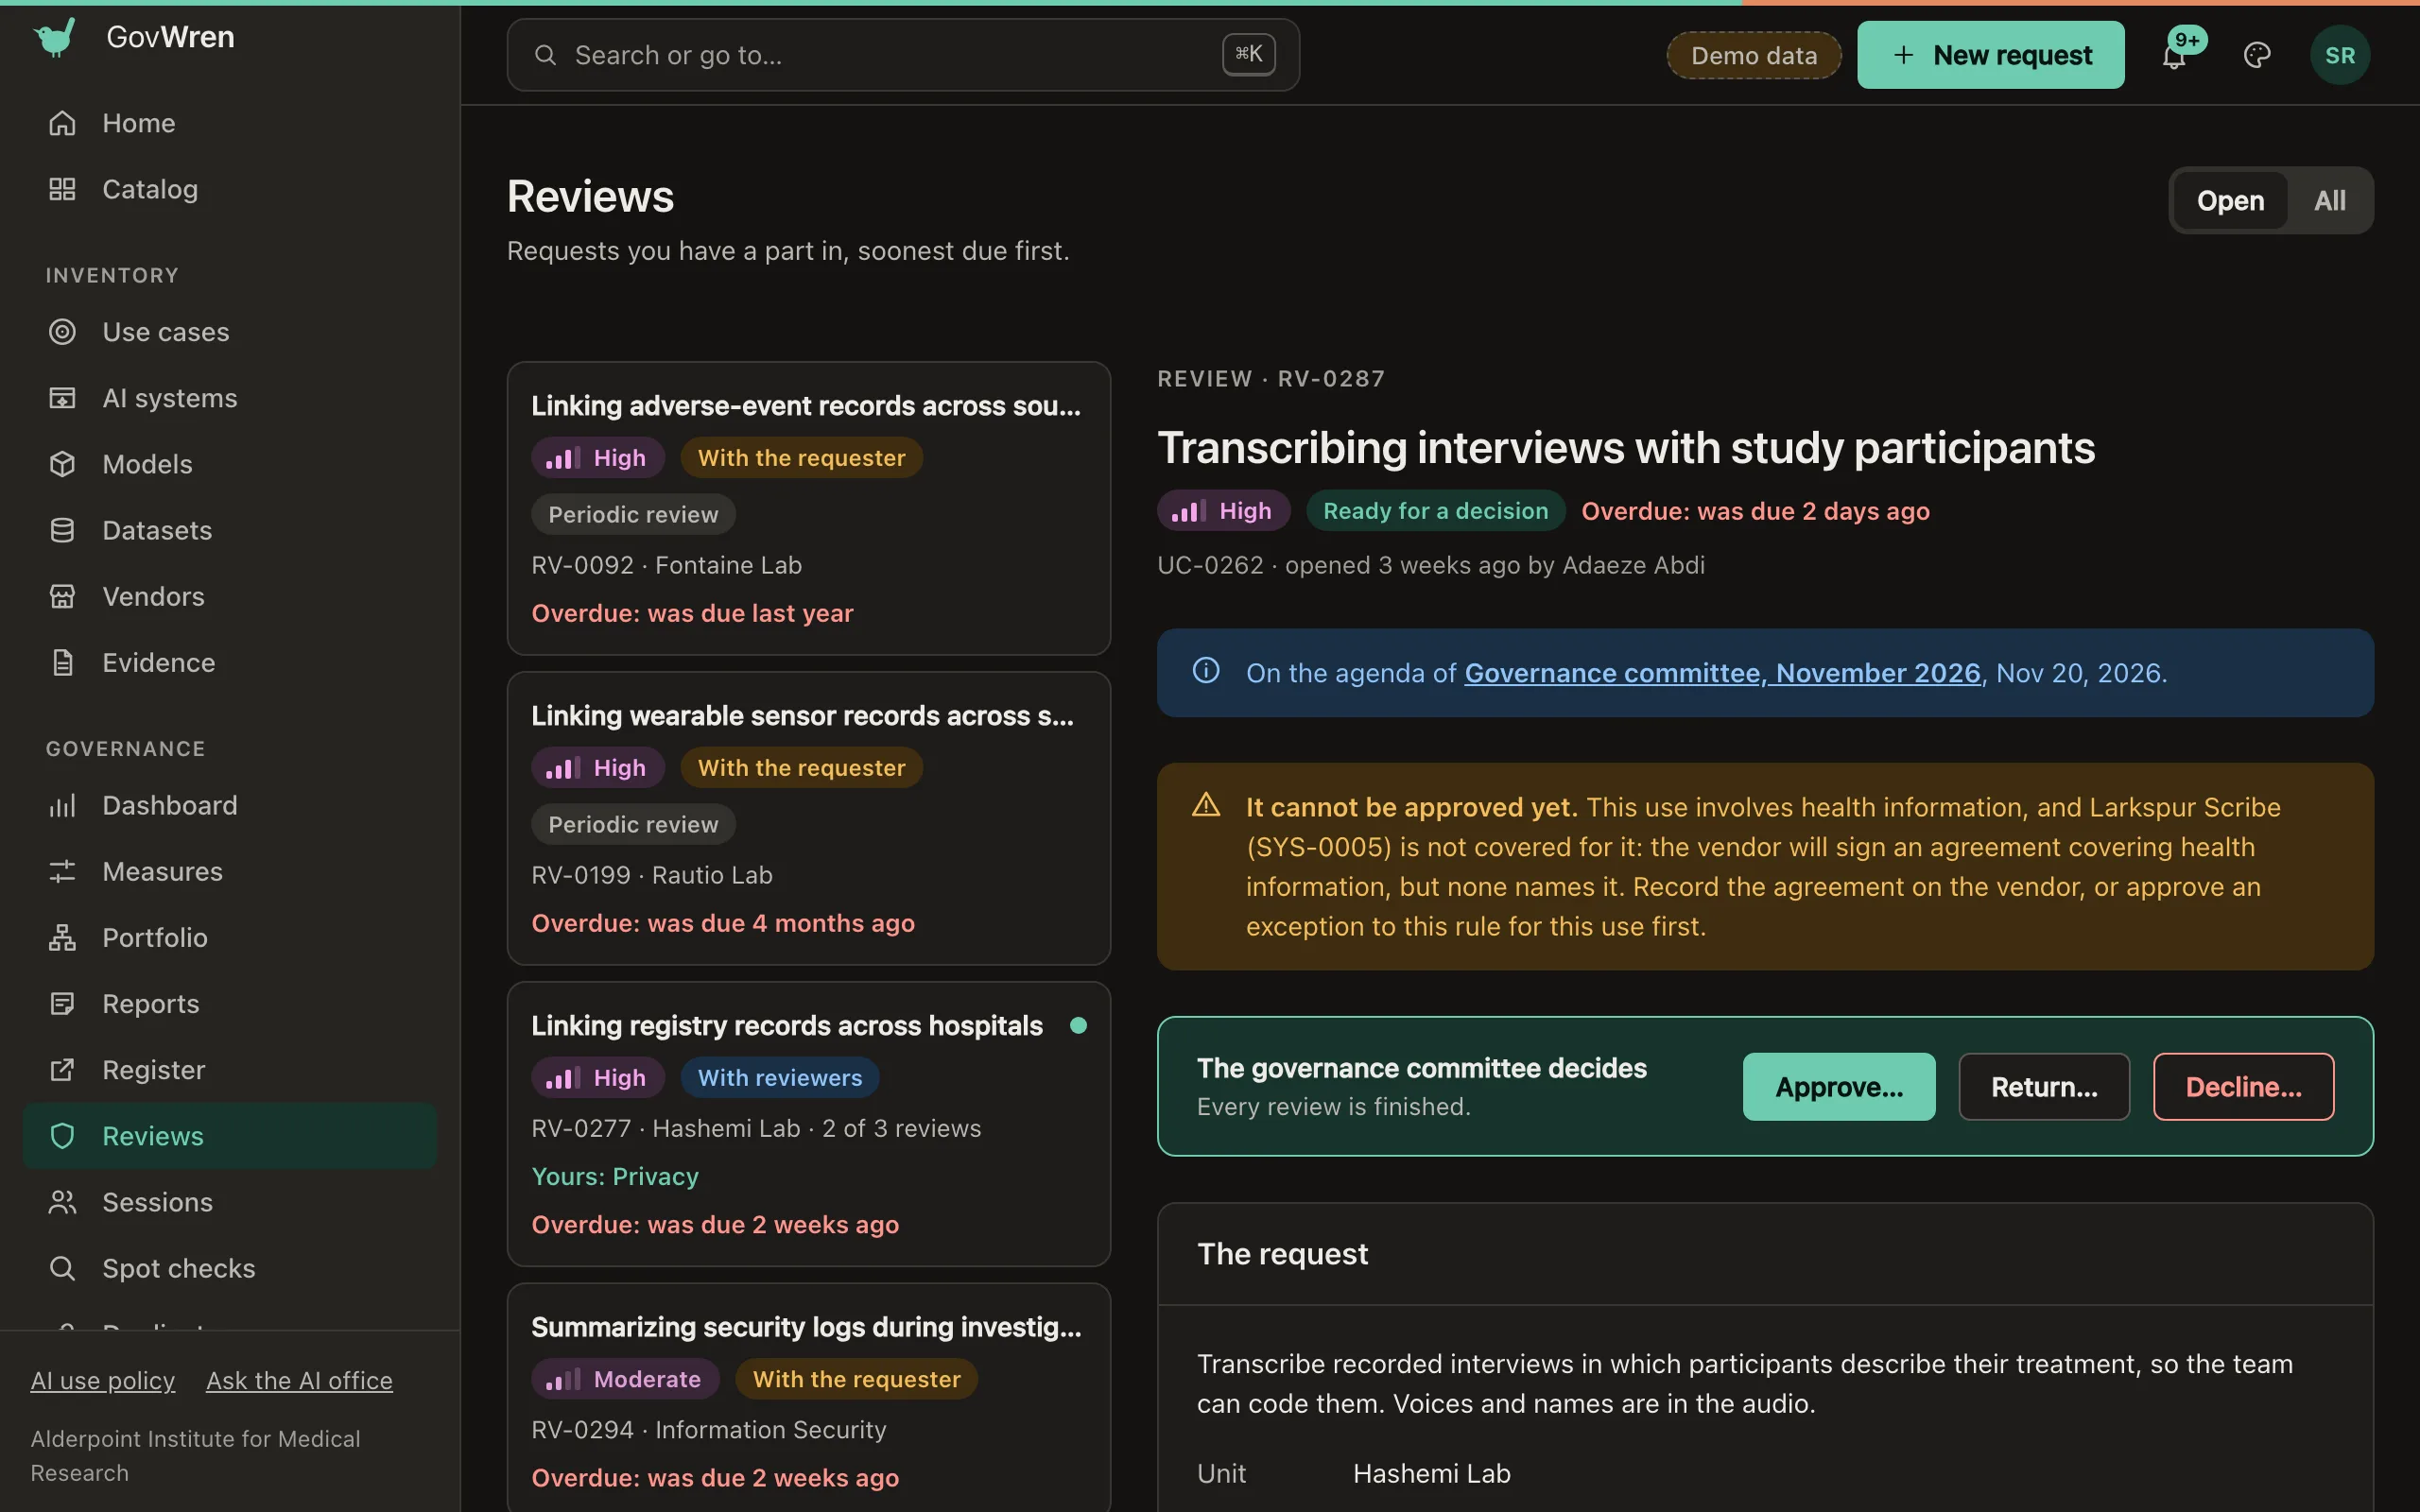 GovWren
Search or go to...
⌘K
Demo data
+ New request
9+
SR
Home
Catalog
INVENTORY
Use cases
AI systems
Models
Datasets
Vendors
Evidence
GOVERNANCE
Dashboard
Measures
Portfolio
Reports
Register
Reviews
Sessions
Spot checks
AI use policy
Ask the AI office
Alderpoint Institute for Medical
Research
Reviews
Requests you have a part in, soonest due first.
Open
All
Linking adverse-event records across sou...
High
With the requester
Periodic review
RV-0092 · Fontaine Lab
Overdue: was due last year
Linking wearable sensor records across s...
High
With the requester
Periodic review
RV-0199 · Rautio Lab
Overdue: was due 4 months ago
Linking registry records across hospitals
High
With reviewers
RV-0277 · Hashemi Lab · 2 of 3 reviews
Yours: Privacy
Overdue: was due 2 weeks ago
Summarizing security logs during investig...
Moderate
With the requester
RV-0294 · Information Security
Overdue: was due 2 weeks ago
REVIEW · RV-0287
Transcribing interviews with study participants
High
Ready for a decision
Overdue: was due 2 days ago
UC-0262 · opened 3 weeks ago by Adaeze Abdi
On the agenda of Governance committee, November 2026, Nov 20, 2026.
It cannot be approved yet. This use involves health information, and Larkspur Scribe
(SYS-0005) is not covered for it: the vendor will sign an agreement covering health
information, but none names it. Record the agreement on the vendor, or approve an
exception to this rule for this use first.
The governance committee decides
Every review is finished.
Approve...
Return...
Decline...
The request
Transcribe recorded interviews in which participants describe their treatment, so the team
can code them. Voices and names are in the audio.
Unit
Hashemi Lab